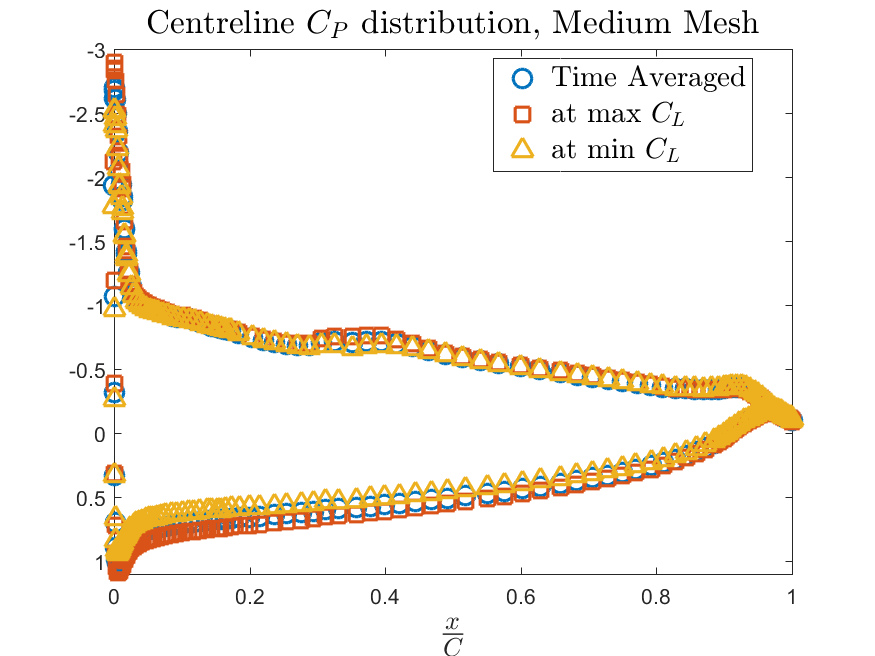 Centreline C_P distribution, Medium Mesh
-3
-2.5
-2
-1.5
-1
-0.5
0
0.5
1
Time Averaged
at max C_L
at min C_L
0 0.2 0.4 0.6 0.8 1
x
C